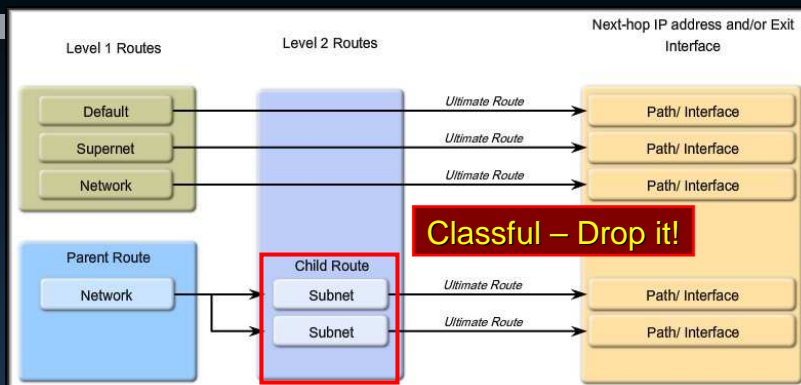 Level 1 Routes
Level 2 Routes
Next-hop IP address and/or Exit
Interface
Default
Ultimate Route
Path/ Interface
Supernet
Ultimate Route
Path/ Interface
Network
Ultimate Route
Path/ Interface
Classful – Drop it!
Parent Route
Child Route
Network
Subnet
Ultimate Route
Path/ Interface
Subnet
Ultimate Route
Path/ Interface